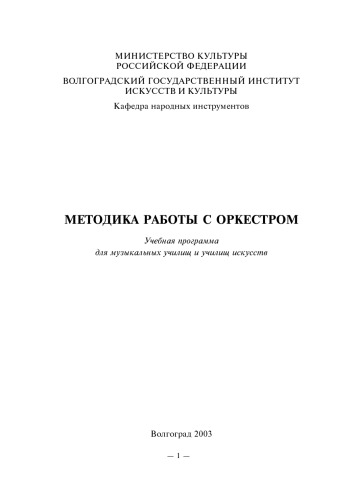 МИНИСТЕРСТВО КУЛЬТУРЫ
РОССИЙСКОЙ ФЕДЕРАЦИИ
ВОЛГОГРАДСКИЙ ГОСУДАРСТВЕННЫЙ ИНСТИТУТ
ИСКУССТВ И КУЛЬТУРЫ
Кафедра народных инструментов
МЕТОДИКА РАБОТЫ С ОРКЕСТРОМ
Учебная программа
для музыкальных училищ и училищ искусств
Волгоград 2003
— 1 —